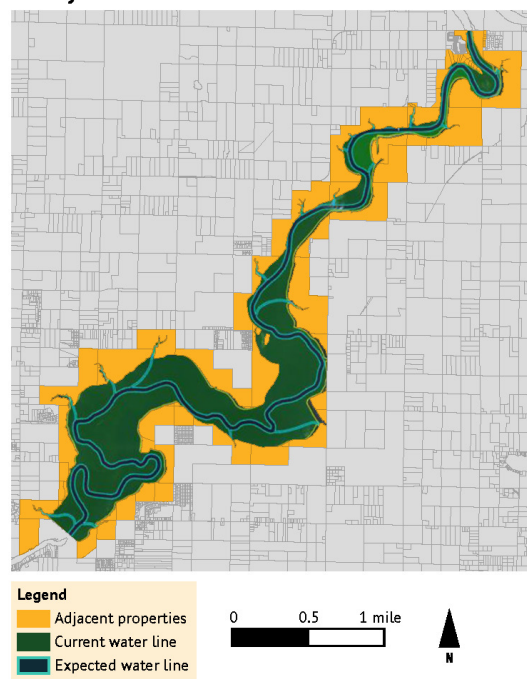 Legend
Adjacent properties
Current water line
Expected water line
0 0.5 1 mile
N